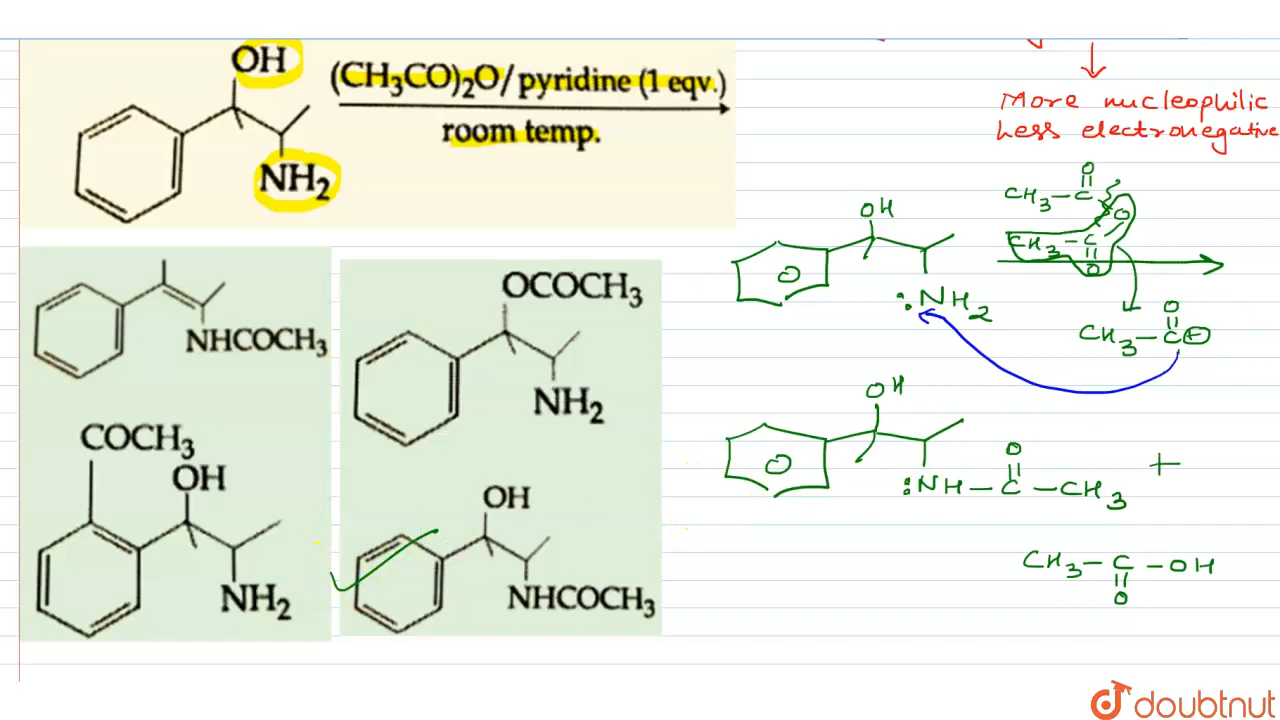 OH
(CH₃CO)₂O/pyridine (1 eqv.)
room temp.
NH₂
NHCOCH₃
OCOCH₃
NH₂
COCH₃
OH
NH₂
OH
NHCOCH₃
More nucleophilic
Less electronegative
O
CH₃-C
O
CH₃-C
O
OH
O
:NH₂
O
CH₃-C+
OH
O
O
:NH-C-CH₃
+
CH₃-C-OH
O
doubtnut